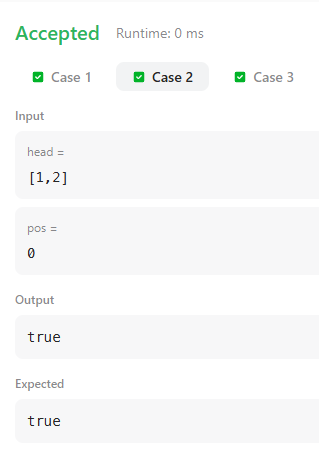 Accepted Runtime: 0 ms
Case 1 Case 2 Case 3
Input
head =
[1,2]
pos =
0
Output
true
Expected
true